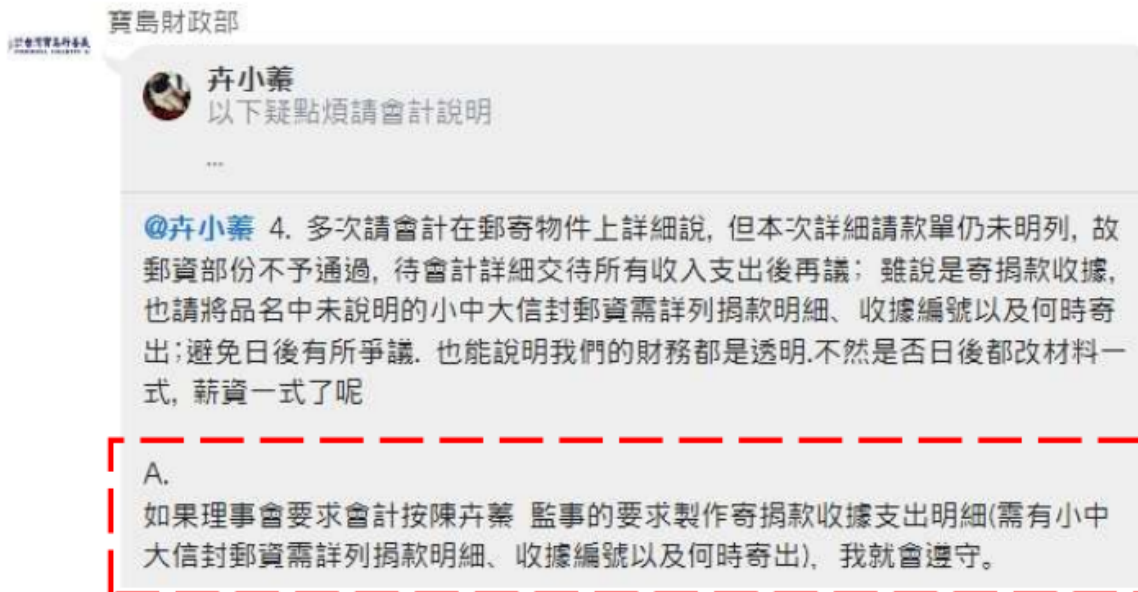 寶島財政部
卉小蓁
以下疑點煩請會計說明
...
@卉小蓁 4. 多次請會計在郵寄物件上詳細說, 但本次詳細請款單仍未明列, 故
郵資部份不予通過, 待會計詳細交待所有收入支出後再議; 雖說是寄捐款收據,
也請將品名中未說明的小中大信封郵資需詳列捐款明細、收據編號以及何時寄
出;避免日後有所爭議. 也能說明我們的財務都是透明.不然是否日後都改材料一
式, 薪資一式了呢
A.
如果理事會要求會計按陳卉蓁 監事的要求製作寄捐款收據支出明細(需有小中
大信封郵資需詳列捐款明細、收據編號以及何時寄出), 我就會遵守。